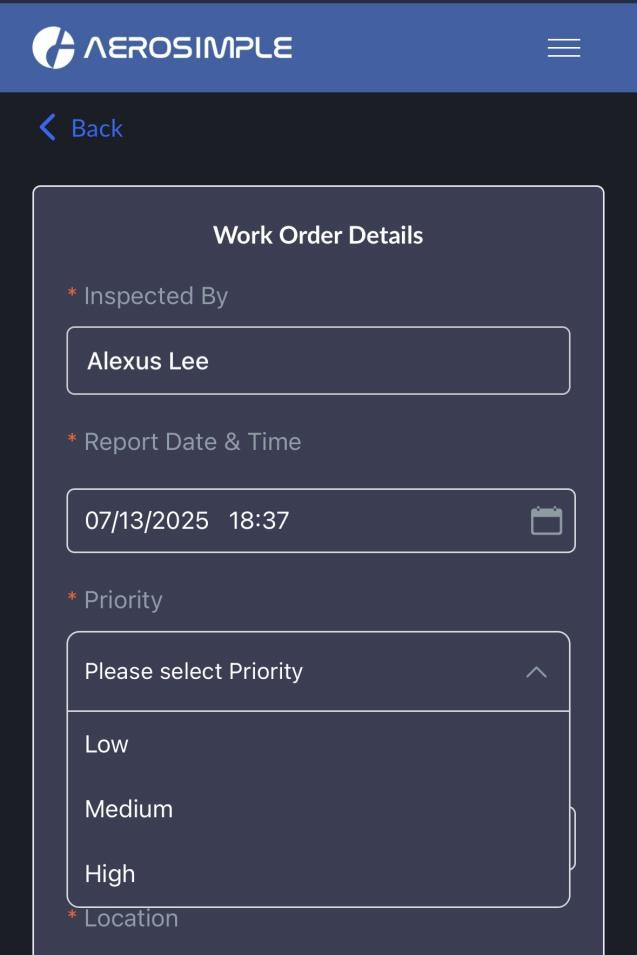 AEROSIMPLE
Back
Work Order Details
* Inspected By
Alexus Lee
* Report Date & Time
07/13/2025 18:37
* Priority
Please select Priority
Low
Medium
High
* Location